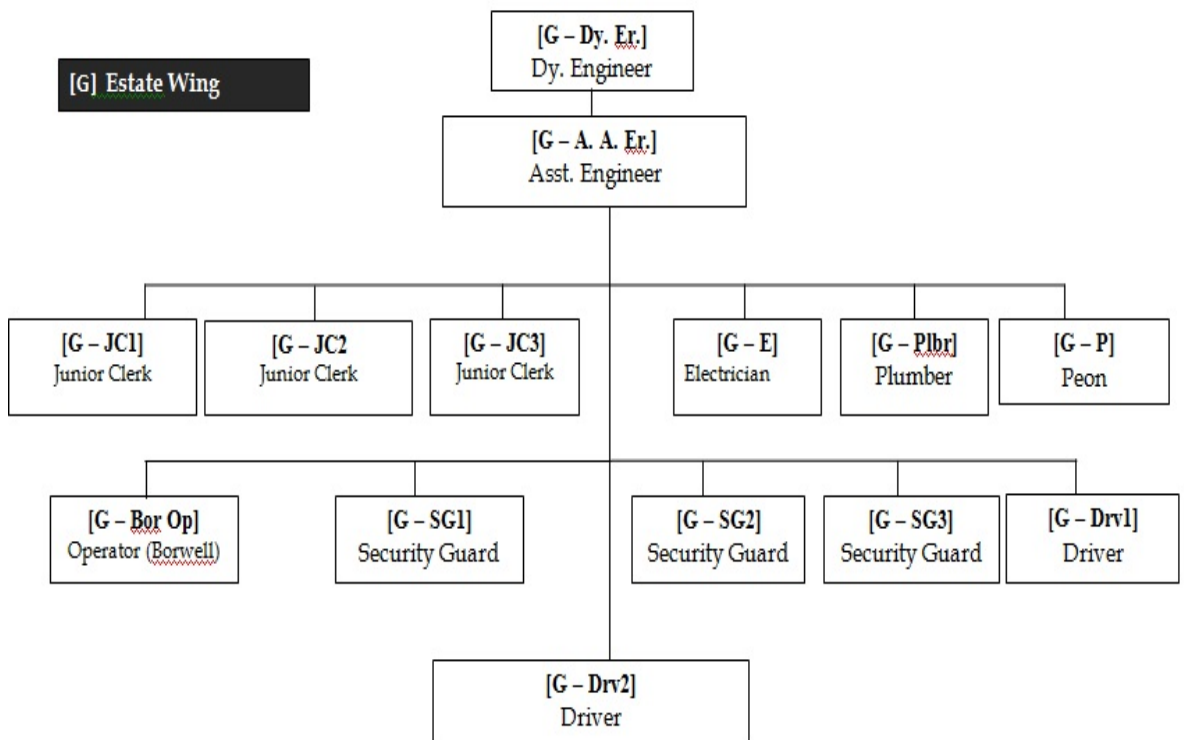 [G – Dy. Er.]
Dy. Engineer
[G] Estate Wing
[G – A. A. Er.]
Asst. Engineer
[G – JC1]
Junior Clerk
[G – JC2
Junior Clerk
[G – JC3]
Junior Clerk
[G – E]
Electrician
[G – Plbr]
Plumber
[G – P]
Peon
[G – Bor Op]
Operator (Borwell)
[G – SG1]
Security Guard
[G – SG2]
Security Guard
[G – SG3]
Security Guard
[G – Drv1]
Driver
[G – Drv2]
Driver